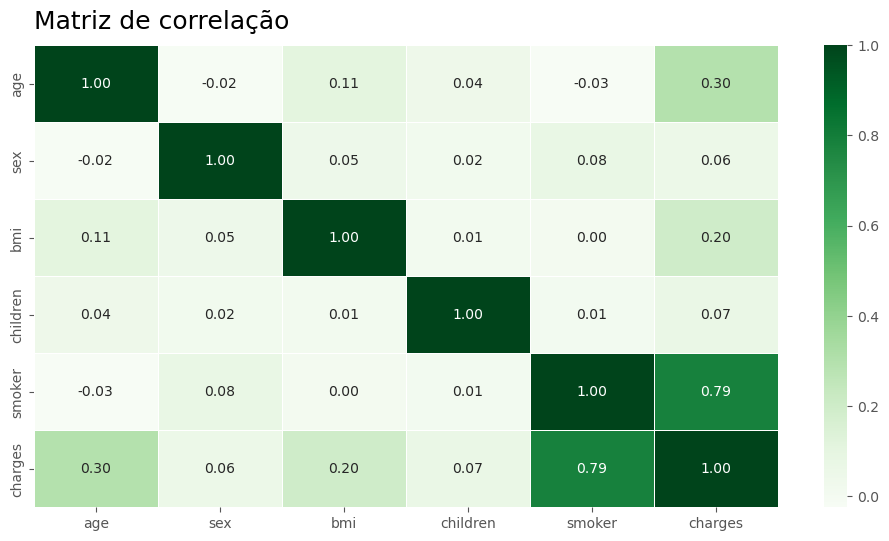 Matriz de correlação
age 1.00 -0.02 0.11 0.04 -0.03 0.30
sex -0.02 1.00 0.05 0.02 0.08 0.06
bmi 0.11 0.05 1.00 0.01 0.00 0.20
children 0.04 0.02 0.01 1.00 0.01 0.07
smoker -0.03 0.08 0.00 0.01 1.00 0.79
charges 0.30 0.06 0.20 0.07 0.79 1.00
age sex bmi children smoker charges
1.0
0.8
0.6
0.4
0.2
0.0